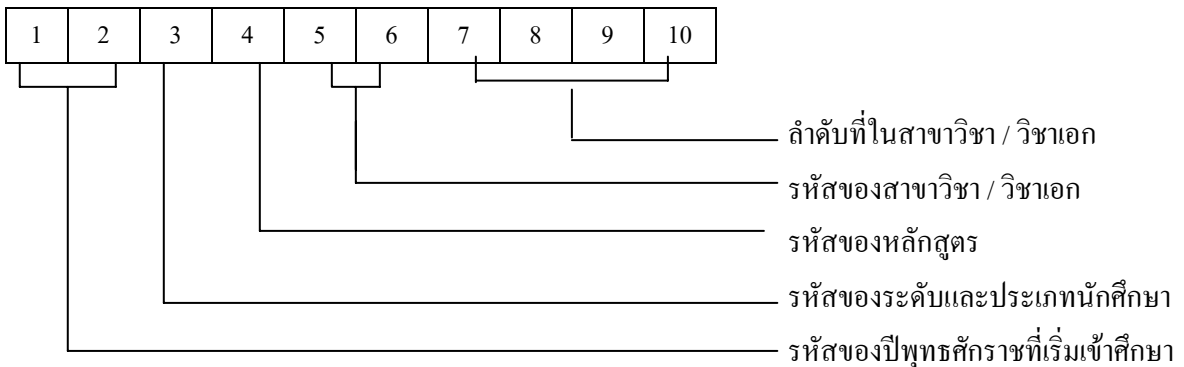 1 2 3 4 5 6 7 8 9 10
ลำดับที่ในสาขาวิชา / วิชาเอก
รหัสของสาขาวิชา / วิชาเอก
รหัสของหลักสูตร
รหัสของระดับและประเภทนักศึกษา
รหัสของปีพุทธศักราชที่เริ่มเข้าศึกษา